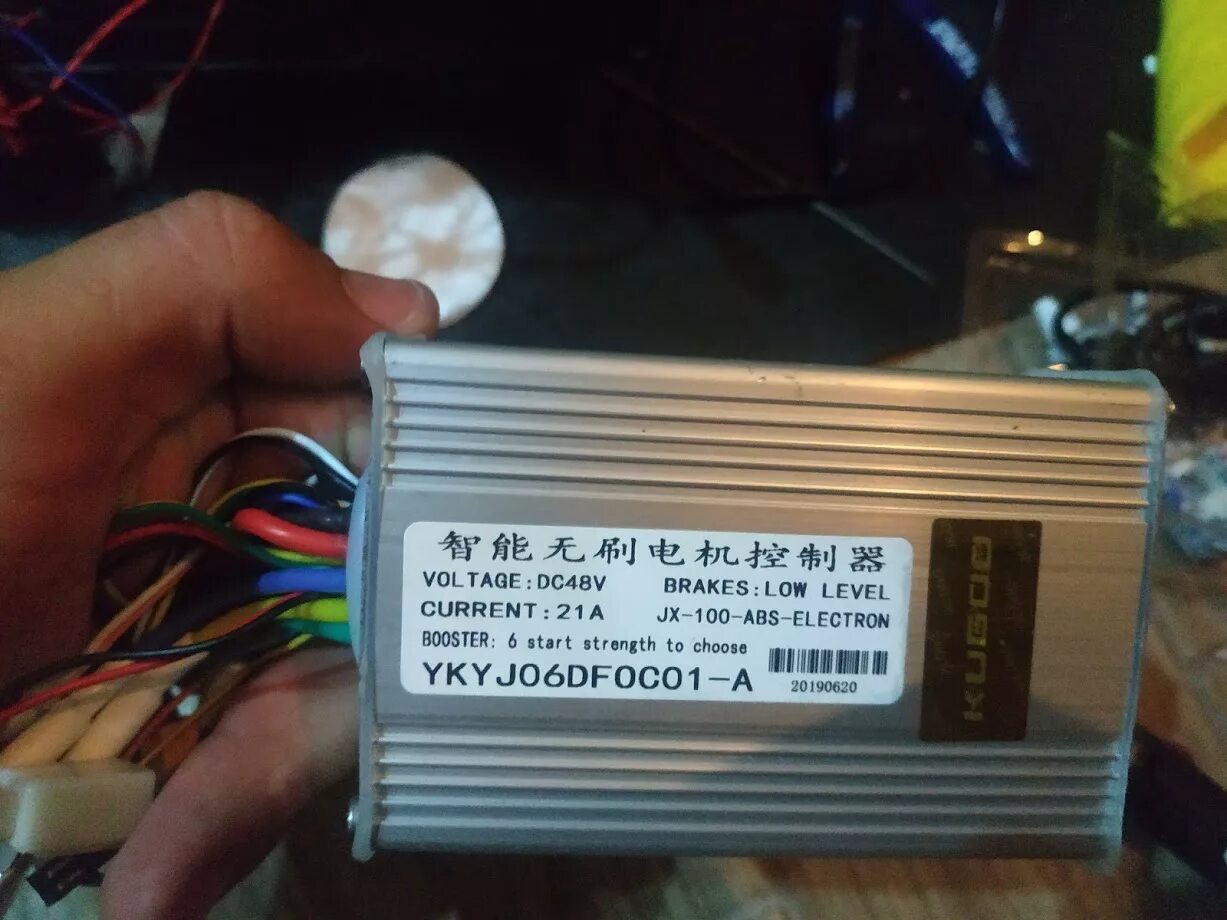 智能无刷电机控制器
VOLTAGE:DC48V BRAKES:LOW LEVEL
CURRENT:21A JX-100-ABS-ELECTRON
BOOSTER: 6 start strength to choose
YKYJ06DF0C01-A
20190620
KUGOO